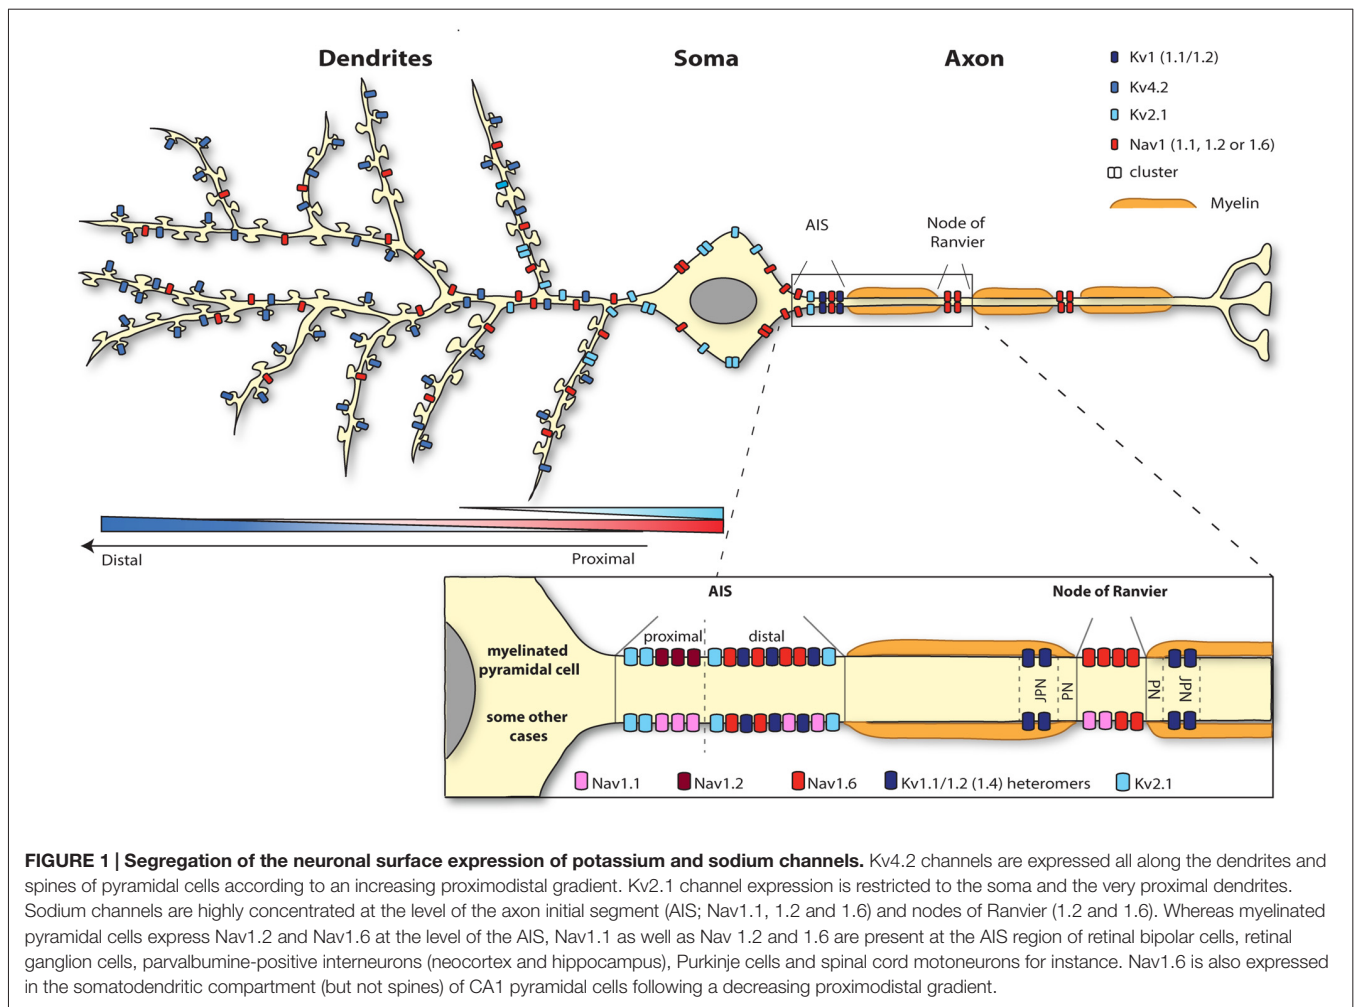 Dendrites
Soma
Axon
Kv1 (1.1/1.2)
Kv4.2
Kv2.1
Nav1 (1.1, 1.2 or 1.6)
cluster
Myelin
AIS
Node of
Ranvier
Distal
Proximal
AIS
Node of Ranvier
proximal
distal
myelinated
pyramidal cell
JPN
PN
PN
JPN
some other
cases
Nav1.1
Nav1.2
Nav1.6
Kv1.1/1.2 (1.4) heteromers
Kv2.1
FIGURE 1 | Segregation of the neuronal surface expression of potassium and sodium channels. Kv4.2 channels are expressed all along the dendrites and
spines of pyramidal cells according to an increasing proximodistal gradient. Kv2.1 channel expression is restricted to the soma and the very proximal dendrites.
Sodium channels are highly concentrated at the level of the axon initial segment (AIS; Nav1.1, 1.2 and 1.6) and nodes of Ranvier (1.2 and 1.6). Whereas myelinated
pyramidal cells express Nav1.2 and Nav1.6 at the level of the AIS, Nav1.1 as well as Nav 1.2 and 1.6 are present at the AIS region of retinal bipolar cells, retinal
ganglion cells, parvalbumine-positive interneurons (neocortex and hippocampus), Purkinje cells and spinal cord motoneurons for instance. Nav1.6 is also expressed
in the somatodendritic compartment (but not spines) of CA1 pyramidal cells following a decreasing proximodistal gradient.